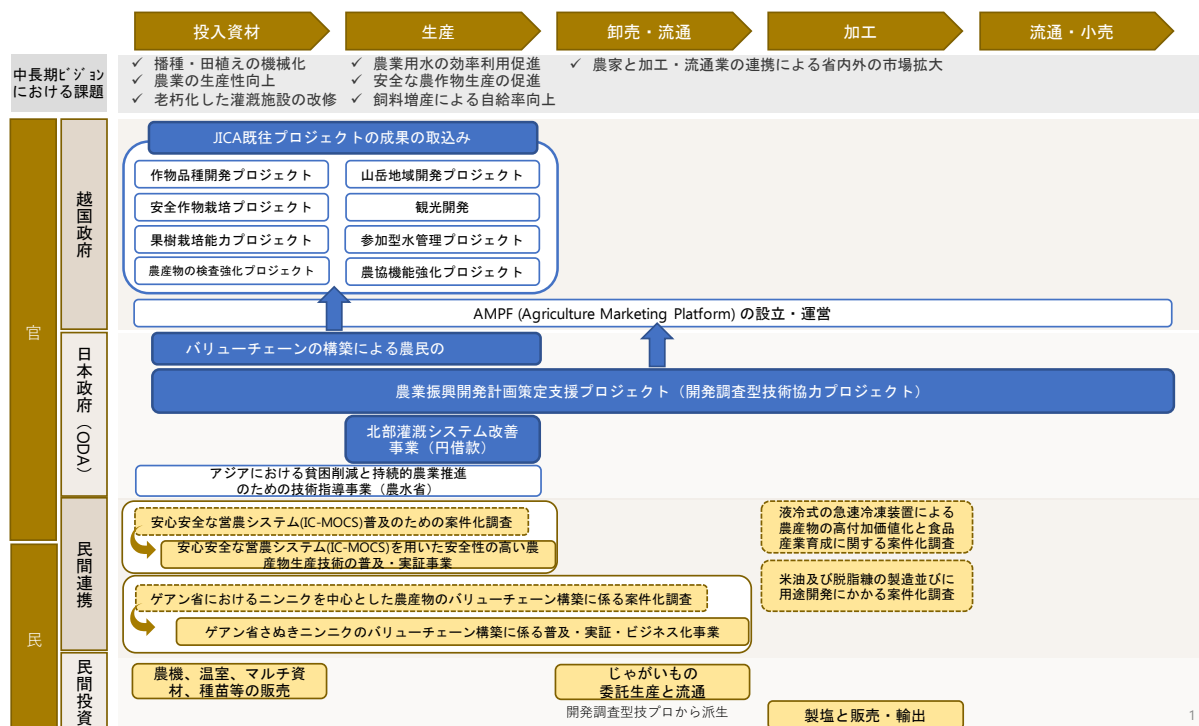 投入資材
生産
卸売・流通
加工
流通・小売
中長期ﾋﾞｼﾞｮﾝ
における課題
✓ 播種・田植えの機械化
✓ 農業の生産性向上
✓ 老朽化した灌漑施設の改修
✓ 農業用水の効率利用促進
✓ 安全な農作物生産の促進
✓ 飼料増産による自給率向上
✓ 農家と加工・流通業の連携による省内外の市場拡大
官
越国政府
JICA既往プロジェクトの成果の取込み
作物品種開発プロジェクト
山岳地域開発プロジェクト
安全作物栽培プロジェクト
観光開発
果樹栽培能力プロジェクト
参加型水管理プロジェクト
農産物の検査強化プロジェクト
農協機能強化プロジェクト
AMPF (Agriculture Marketing Platform) の設立・運営
日本政府（ODA）
バリューチェーンの構築による農民の
農業振興開発計画策定支援プロジェクト（開発調査型技術協力プロジェクト）
北部灌漑システム改善
事業（円借款）
アジアにおける貧困削減と持続的農業推進
のための技術指導事業（農水省）
民
民間連携
安心安全な営農システム(IC-MOCS)普及のための案件化調査
安心安全な営農システム(IC-MOCS)を用いた安全性の高い農
産物生産技術の普及・実証事業
ゲアン省におけるニンニクを中心とした農産物のバリューチェーン構築に係る案件化調査
ゲアン省さぬきニンニクのバリューチェーン構築に係る普及・実証・ビジネス化事業
液冷式の急速冷凍装置による
農産物の高付加価値化と食品
産業育成に関する案件化調査
米油及び脱脂糠の製造並びに
用途開発にかかる案件化調査
民間投資
農機、温室、マルチ資
材、種苗等の販売
じゃがいもの
委託生産と流通
開発調査型技プロから派生
製塩と販売・輸出
1